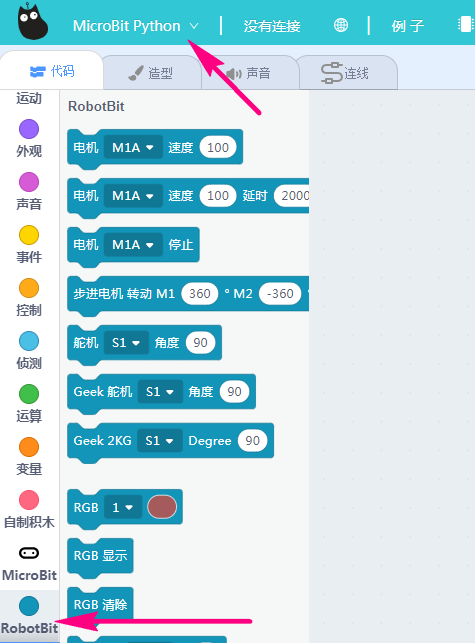 MicroBit Python 没有连接 例子
代码 造型 声音 连线
运动
外观
声音
事件
控制
侦测
运算
变量
自制积木
MicroBit
RobotBit
RobotBit
电机 M1A 速度 100
电机 M1A 速度 100 延时 2000
电机 M1A 停止
步进电机 转动 M1 360 ° M2 -360 °
舵机 S1 角度 90
Geek 舵机 S1 角度 90
Geek 2KG S1 Degree 90
RGB 1
RGB 显示
RGB 清除